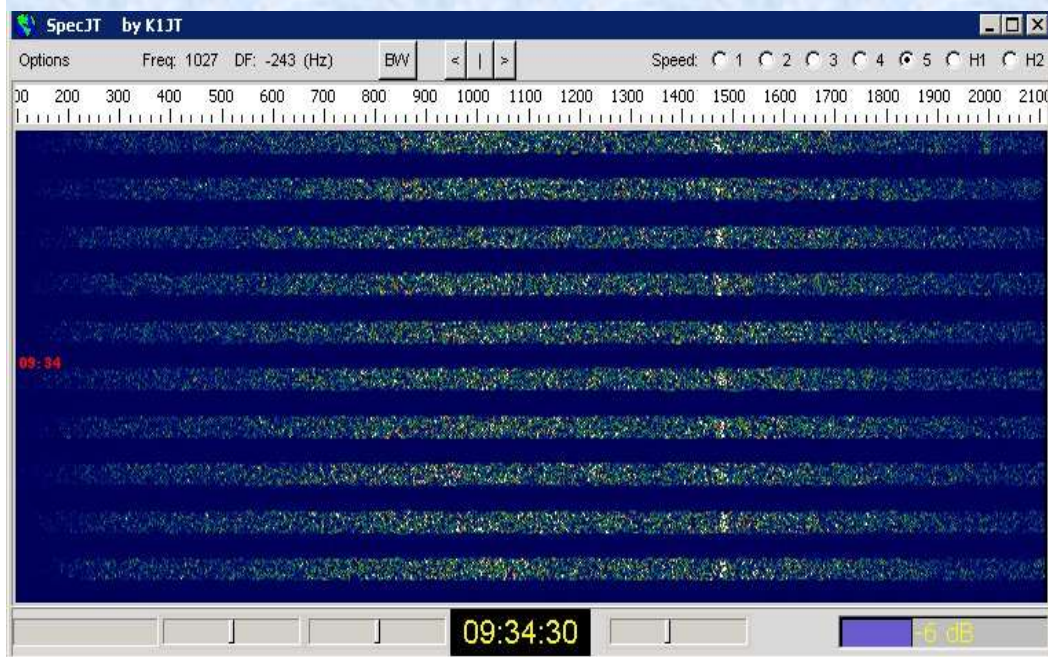 SpecJT by K1JT
Options Freq: 1027 DF: -243 (Hz) BW < | > Speed: 1 2 3 4 5 H1 H2
00 200 300 400 500 600 700 800 900 1000 1100 1200 1300 1400 1500 1600 1700 1800 1900 2000 2100
09:34
09:34:30 -6 dB